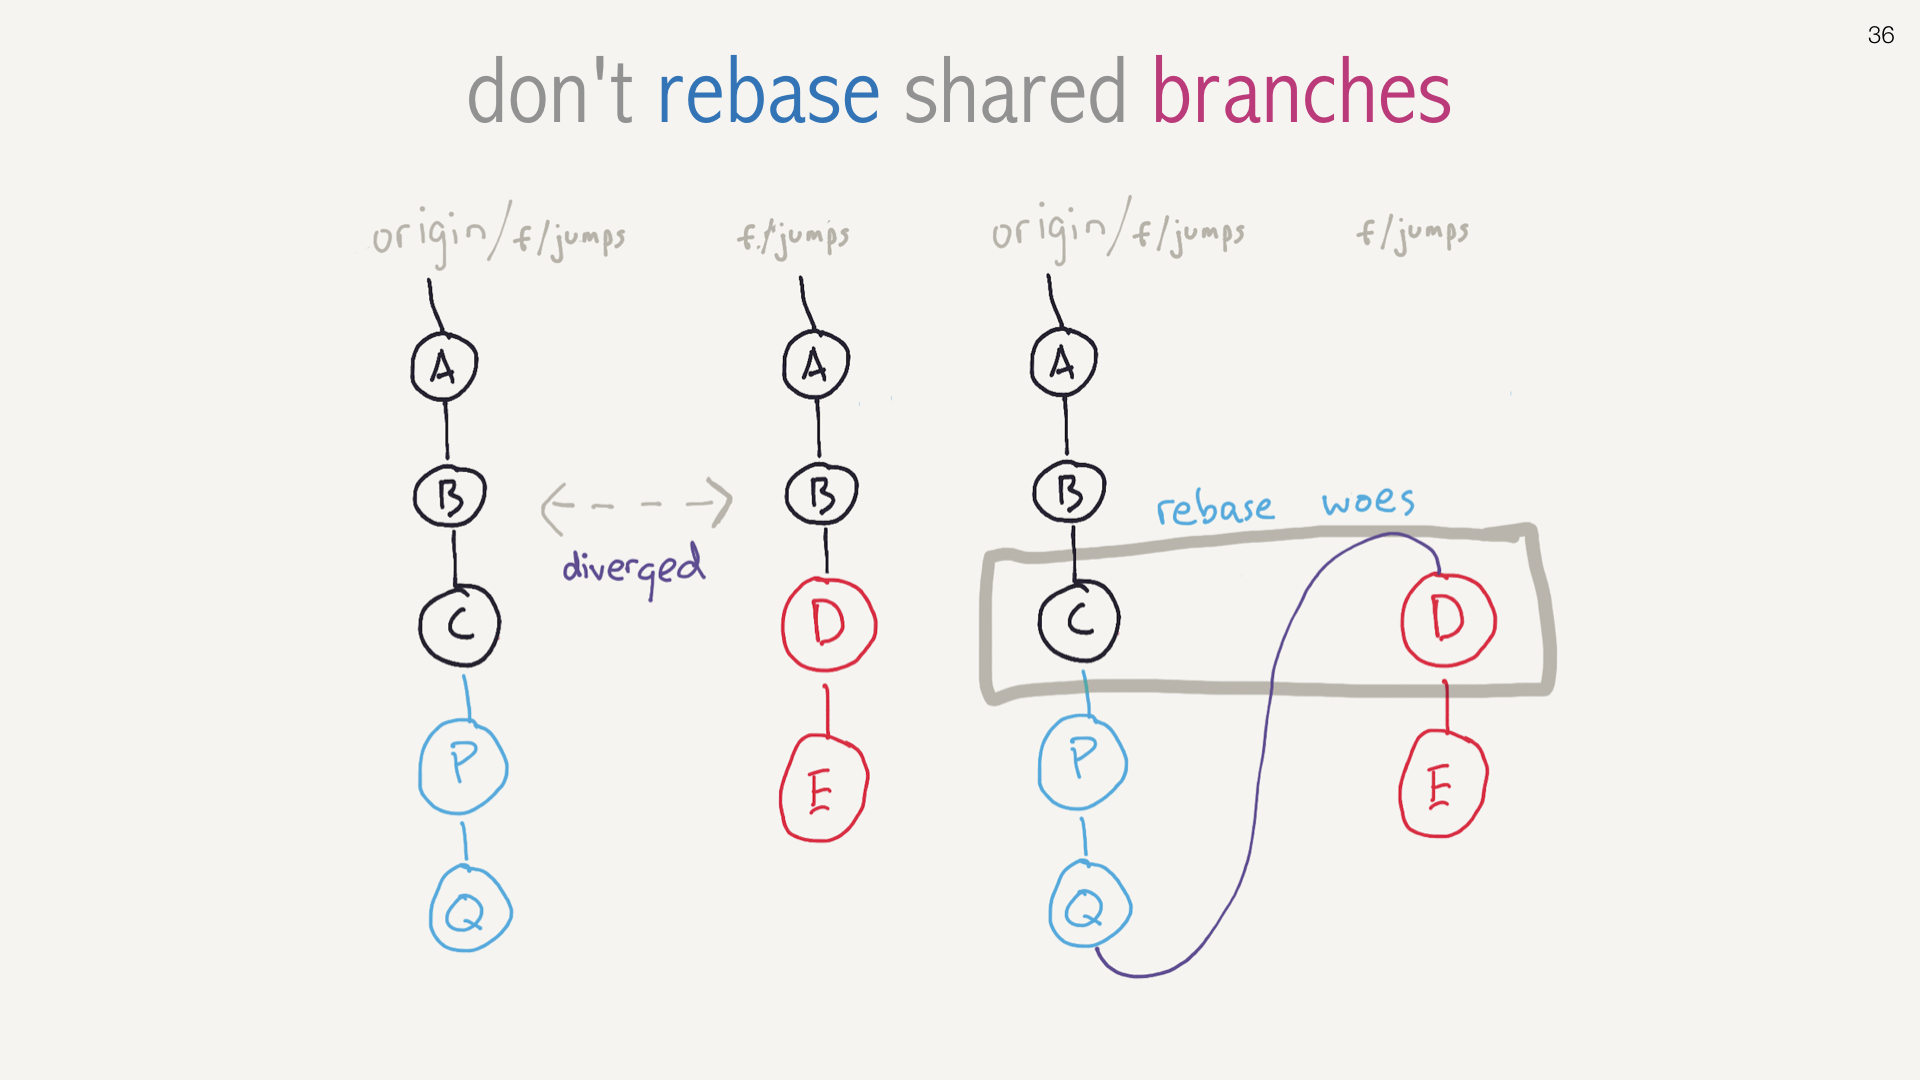 36
don't rebase shared branches
origin/f/jumps
f/jumps
origin/f/jumps
f/jumps
A
A
A
B
B
B
rebase woes
diverged
C
D
C
D
P
E
P
E
Q
Q